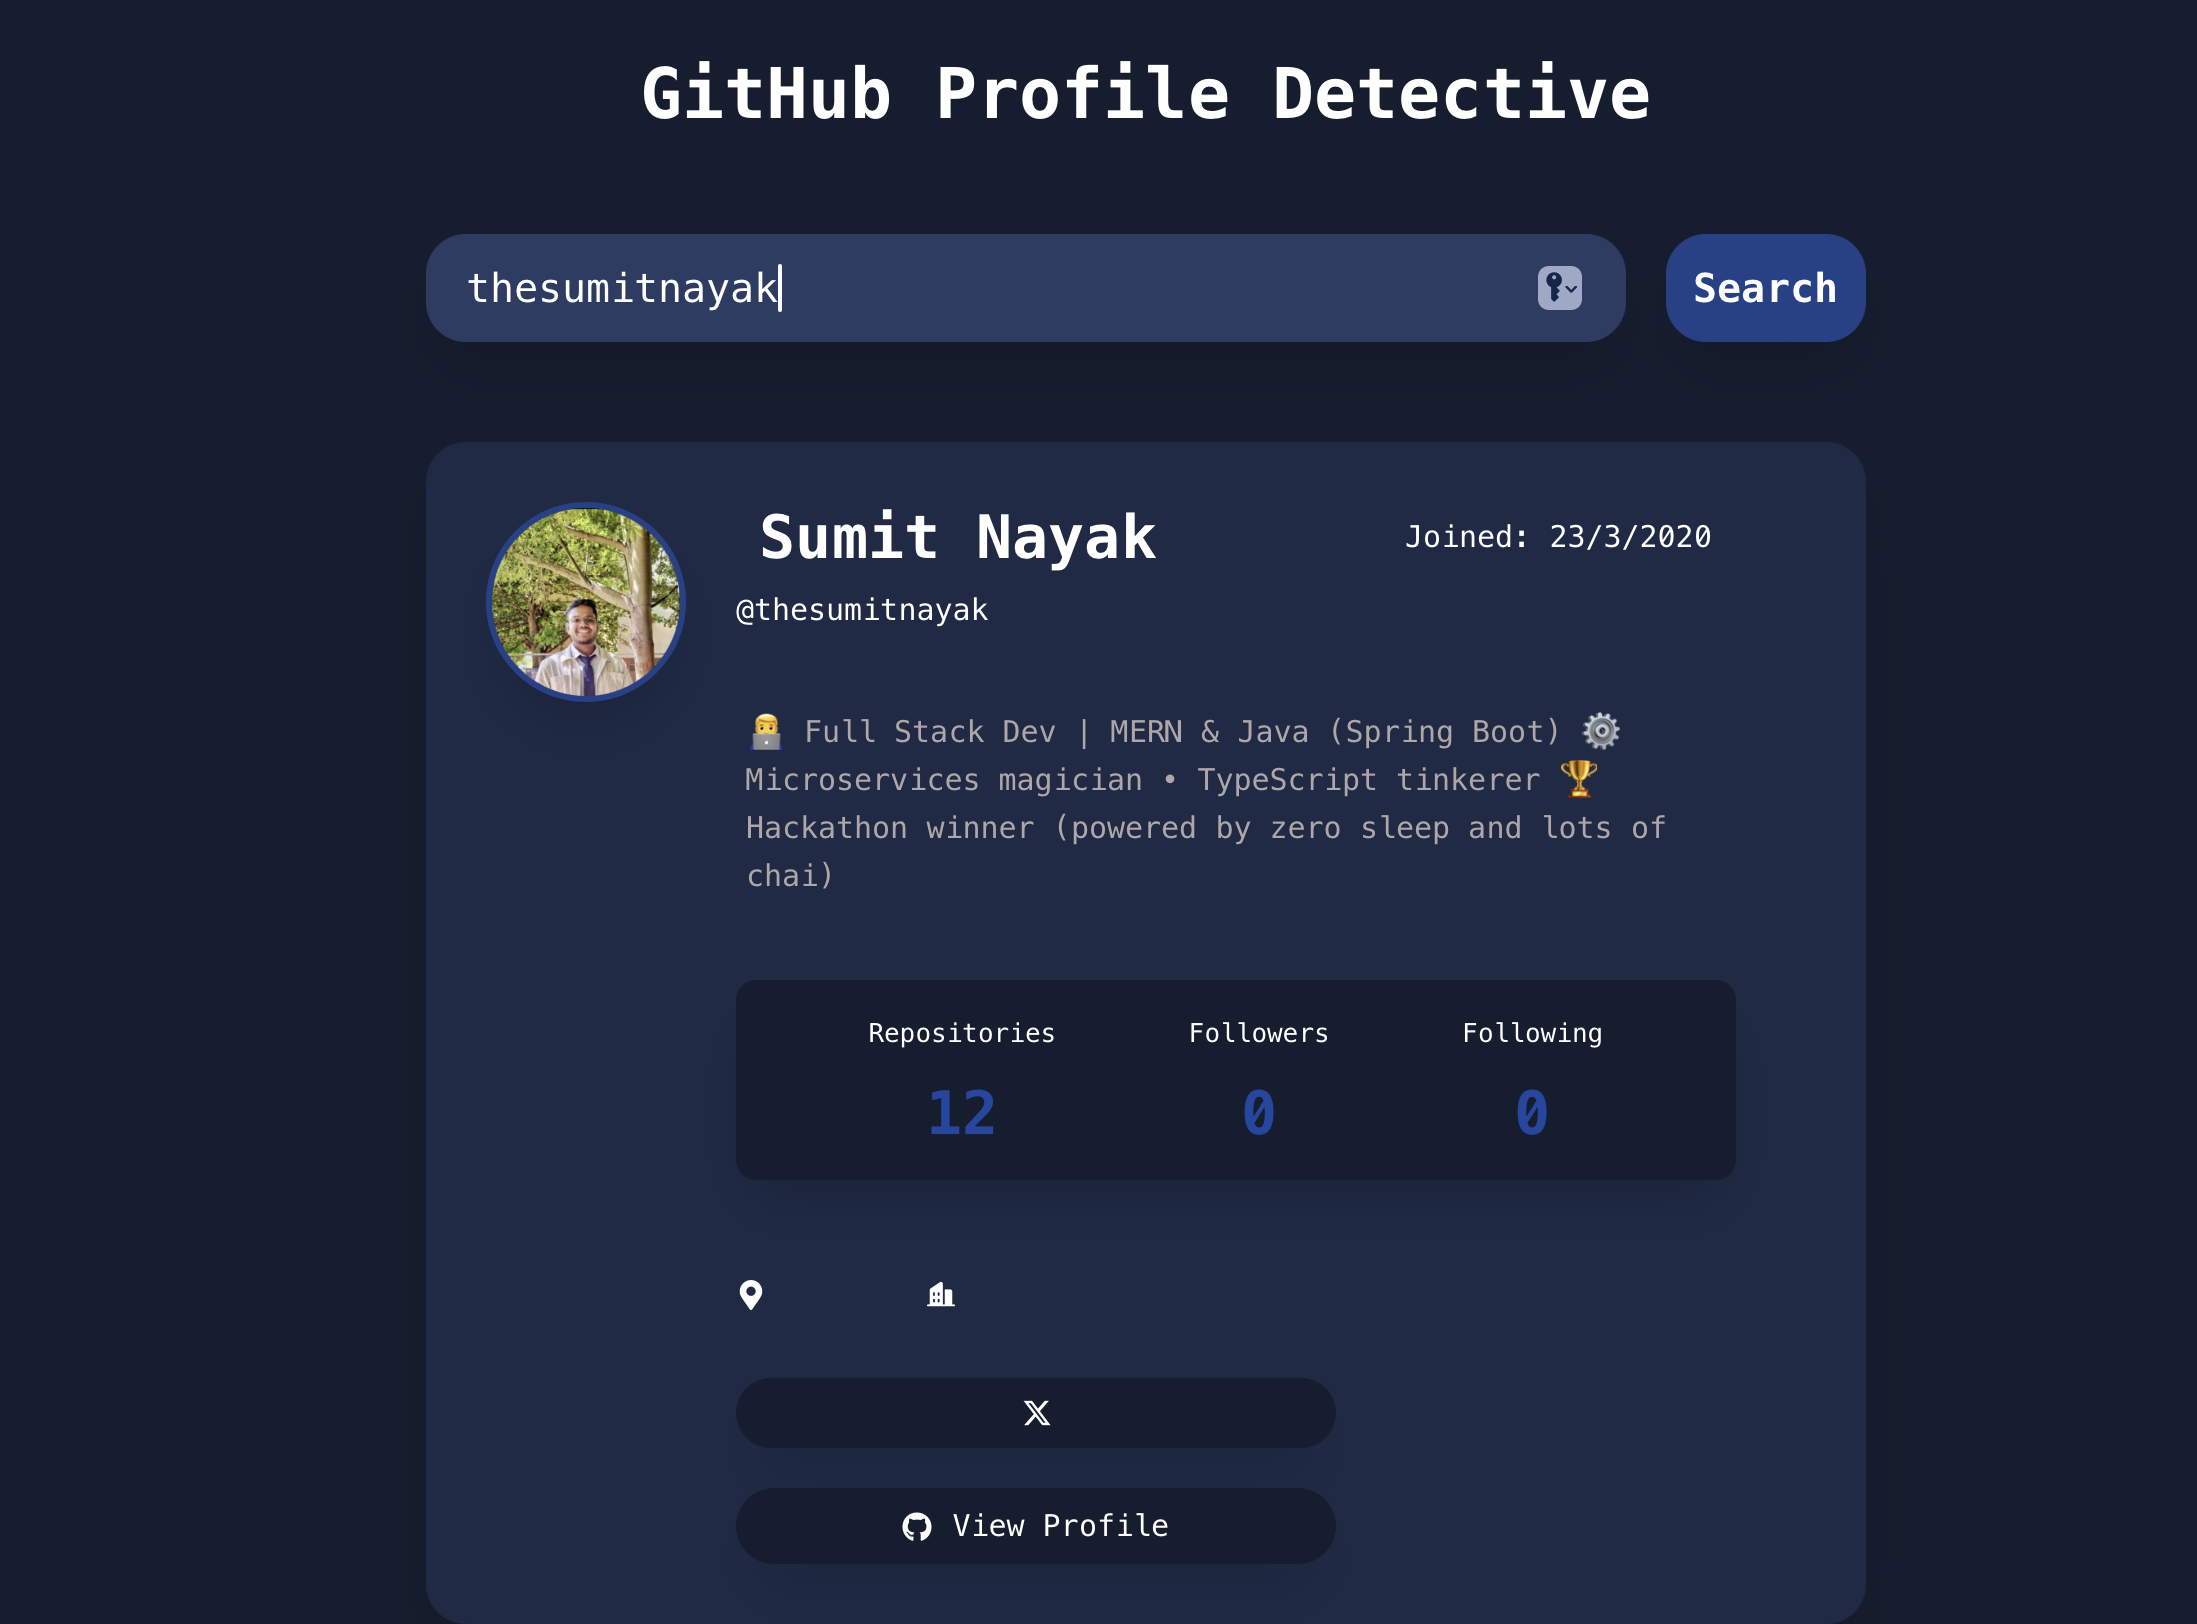 GitHub Profile Detective
thesumitnayak
Search
Sumit Nayak
Joined: 23/3/2020
@thesumitnayak
👨‍💻 Full Stack Dev | MERN & Java (Spring Boot) ⚙️
Microservices magician • TypeScript tinkerer 🏆
Hackathon winner (powered by zero sleep and lots of
chai)
Repositories Followers Following
12 0 0
𝕏
View Profile